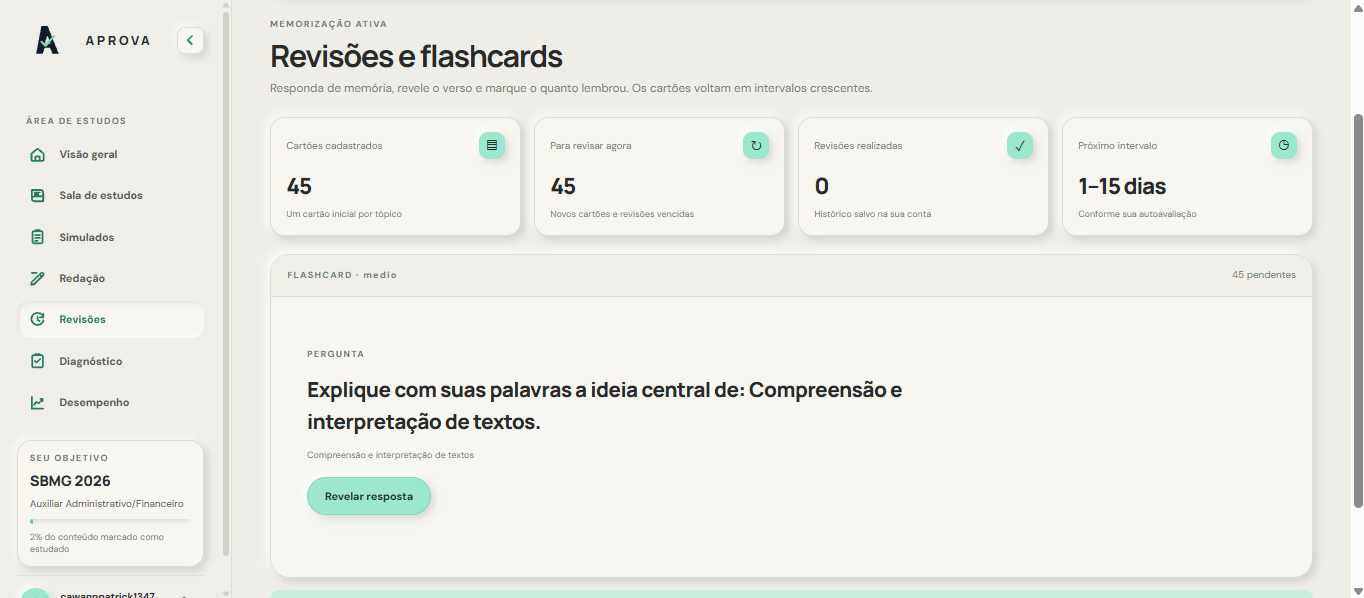 APROVA
ÁREA DE ESTUDOS
Visão geral
Sala de estudos
Simulados
Redação
Revisões
Diagnóstico
Desempenho
SEU OBJETIVO
SBMG 2026
Auxiliar Administrativo/Financeiro
2% do conteúdo marcado como
estudado
MEMORIZAÇÃO ATIVA
Revisões e flashcards
Responda de memória, revele o verso e marque o quanto lembrou. Os cartões voltam em intervalos crescentes.
Cartões cadastrados
45
Um cartão inicial por tópico
Para revisar agora
45
Novos cartões e revisões vencidas
Revisões realizadas
0
Histórico salvo na sua conta
Próximo intervalo
1–15 dias
Conforme sua autoavaliação
FLASHCARD · medio
45 pendentes
PERGUNTA
Explique com suas palavras a ideia central de: Compreensão e
interpretação de textos.
Compreensão e interpretação de textos
Revelar resposta